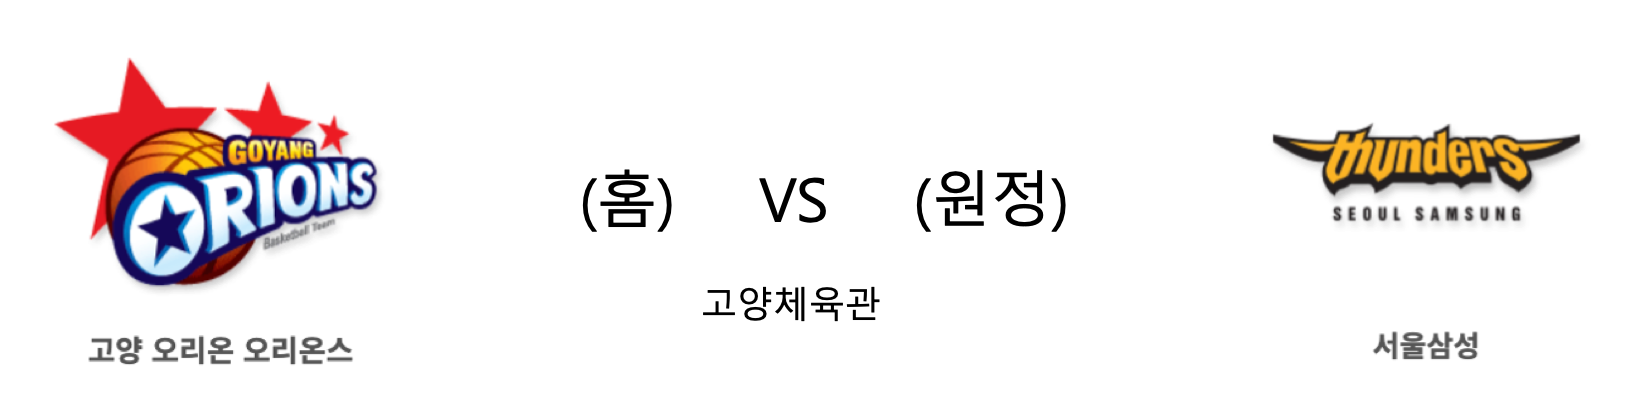 GOYANG
ORIONS
Basketball Team
고양 오리온 오리온스
(홈) VS (원정)
고양체육관
thunders
SEOUL SAMSUNG
서울삼성